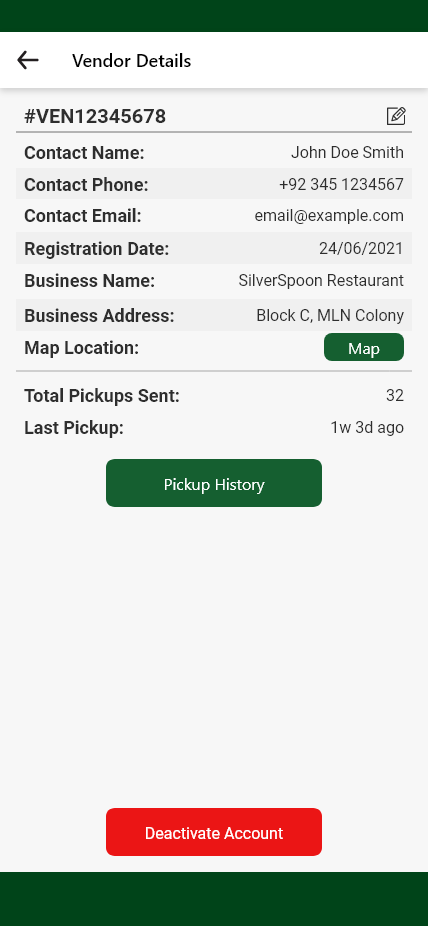 Vendor Details
#VEN12345678
Contact Name: John Doe Smith
Contact Phone: +92 345 1234567
Contact Email: email@example.com
Registration Date: 24/06/2021
Business Name: SilverSpoon Restaurant
Business Address: Block C, MLN Colony
Map Location: Map
Total Pickups Sent: 32
Last Pickup: 1w 3d ago
Pickup History
Deactivate Account